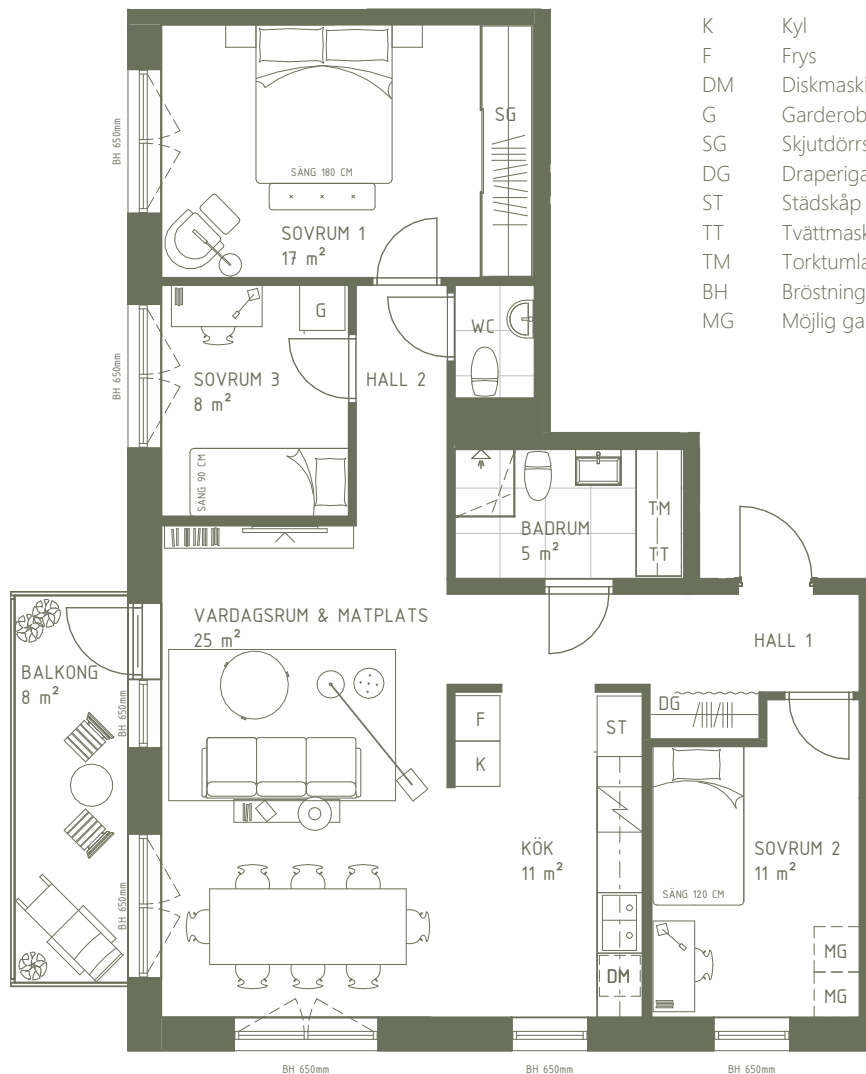 K Kyl
F Frys
DM Diskmaski
G Garderob
SG Skjutdörrs
DG Draperiga
ST Städskåp
TT Tvättmask
TM Torktumla
BH Bröstning
MG Möjlig ga
SG
BH 650mm
SÄNG 180 CM
SOVRUM 1
17 m²
G
WC
SOVRUM 3
8 m²
HALL 2
BH 650mm
SÄNG 90 CM
BADRUM
5 m²
TM
TT
VARDAGSRUM & MATPLATS
25 m²
HALL 1
BALKONG
8 m²
BH 650mm
F
K
ST
DG
KÖK
11 m²
SOVRUM 2
11 m²
SÄNG 120 CM
BH 650mm
DM
MG
MG
BH 650mm
BH 650mm
BH 650mm